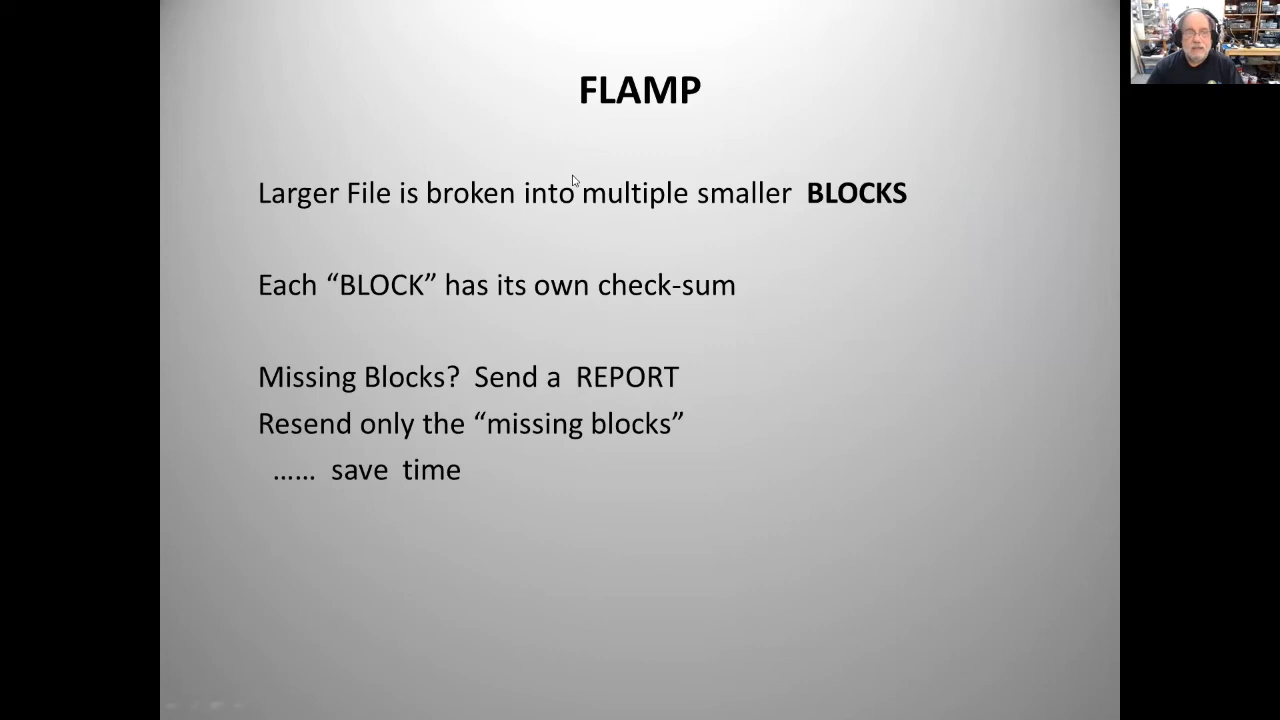 FLAMP
Larger File is broken into multiple smaller BLOCKS
Each “BLOCK” has its own check-sum
Missing Blocks? Send a REPORT
Resend only the “missing blocks”
…… save time